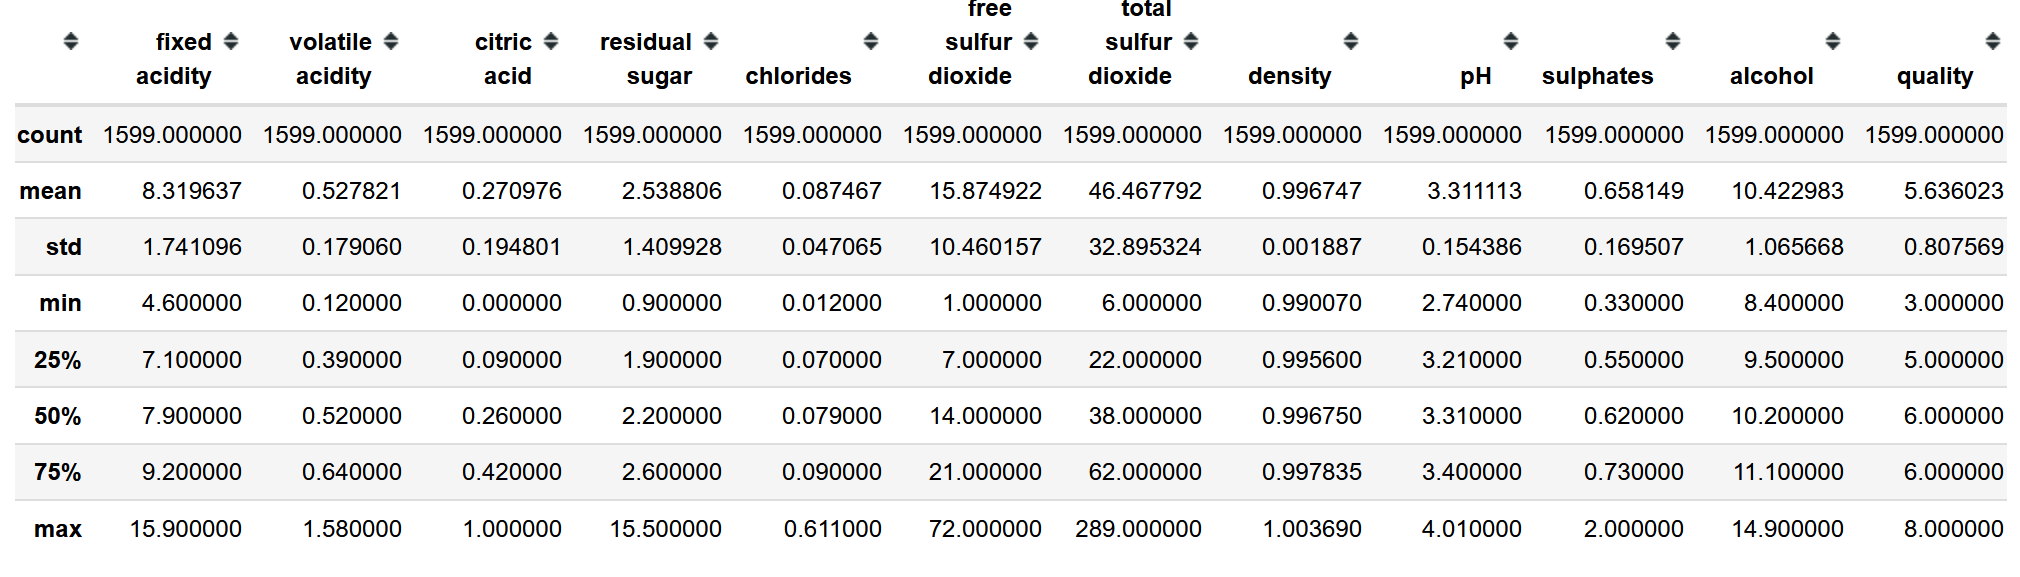 free total
fixed volatile citric residual sulfur sulfur
acidity acidity acid sugar chlorides dioxide dioxide density pH sulphates alcohol quality
count 1599.000000 1599.000000 1599.000000 1599.000000 1599.000000 1599.000000 1599.000000 1599.000000 1599.000000 1599.000000 1599.000000 1599.000000
mean 8.319637 0.527821 0.270976 2.538806 0.087467 15.874922 46.467792 0.996747 3.311113 0.658149 10.422983 5.636023
std 1.741096 0.179060 0.194801 1.409928 0.047065 10.460157 32.895324 0.001887 0.154386 0.169507 1.065668 0.807569
min 4.600000 0.120000 0.000000 0.900000 0.012000 1.000000 6.000000 0.990070 2.740000 0.330000 8.400000 3.000000
25% 7.100000 0.390000 0.090000 1.900000 0.070000 7.000000 22.000000 0.995600 3.210000 0.550000 9.500000 5.000000
50% 7.900000 0.520000 0.260000 2.200000 0.079000 14.000000 38.000000 0.996750 3.310000 0.620000 10.200000 6.000000
75% 9.200000 0.640000 0.420000 2.600000 0.090000 21.000000 62.000000 0.997835 3.400000 0.730000 11.100000 6.000000
max 15.900000 1.580000 1.000000 15.500000 0.611000 72.000000 289.000000 1.003690 4.010000 2.000000 14.900000 8.000000